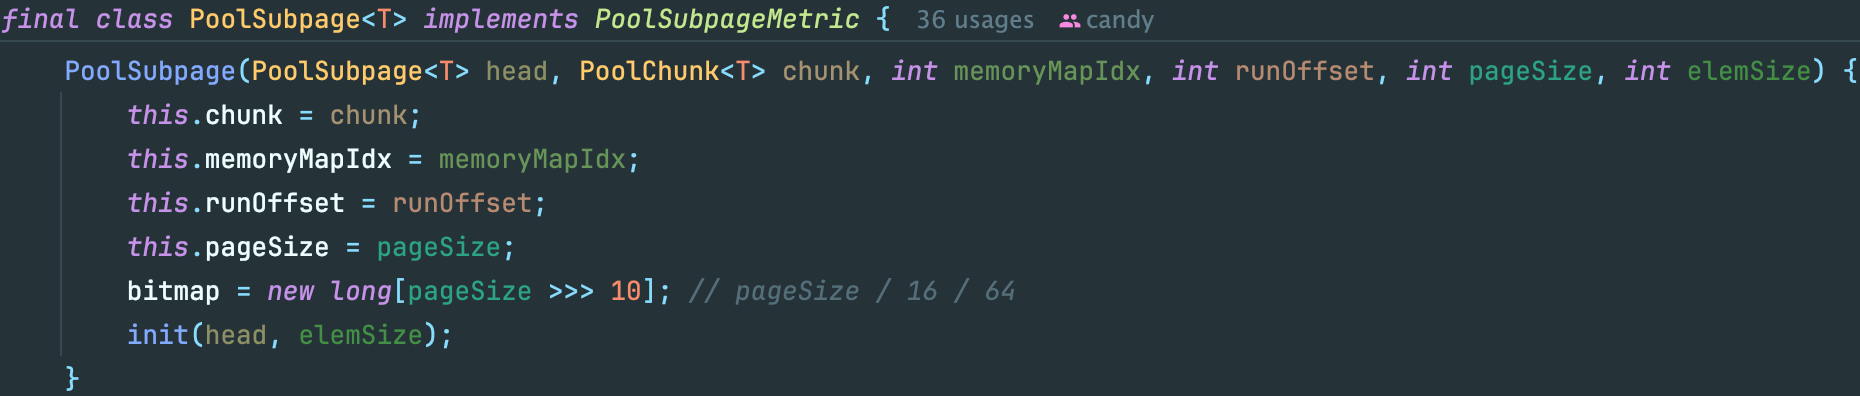 final class PoolSubpage<T> implements PoolSubpageMetric { 36 usages candy
PoolSubpage(PoolSubpage<T> head, PoolChunk<T> chunk, int memoryMapIdx, int runOffset, int pageSize, int elemSize) {
this.chunk = chunk;
this.memoryMapIdx = memoryMapIdx;
this.runOffset = runOffset;
this.pageSize = pageSize;
bitmap = new long[pageSize >>> 10]; // pageSize / 16 / 64
init(head, elemSize);
}